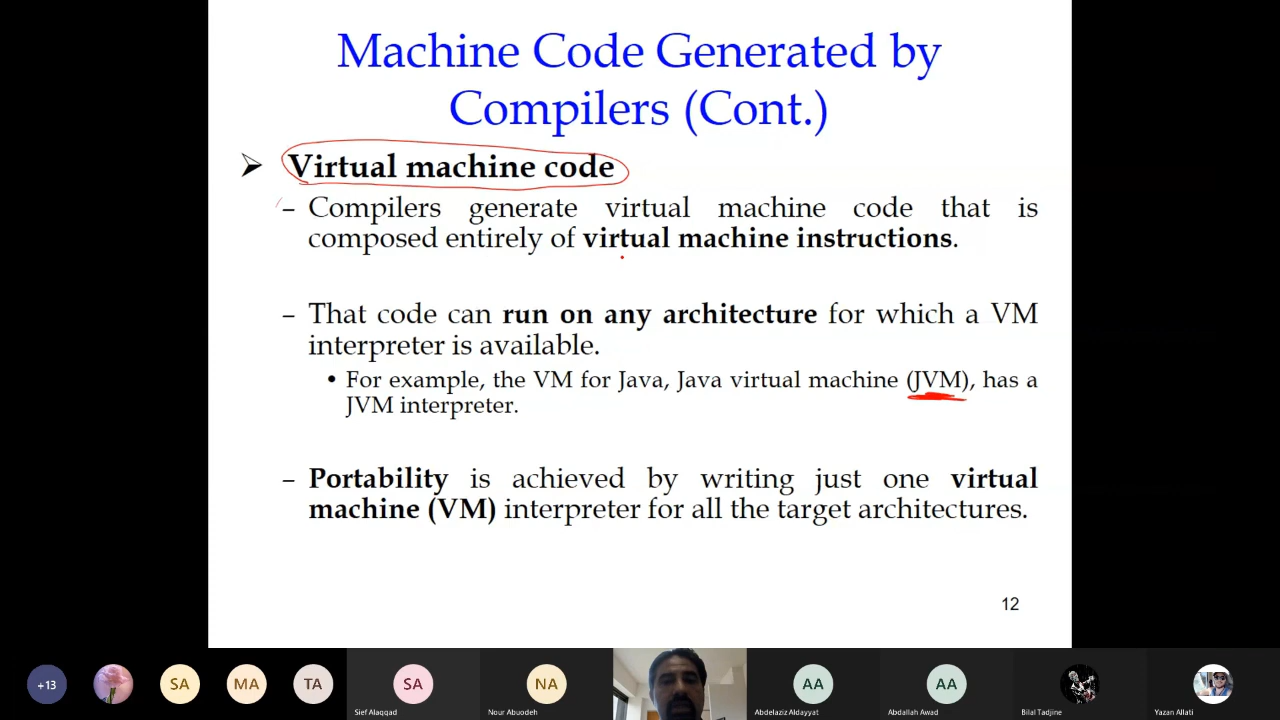 Machine Code Generated by
Compilers (Cont.)
➢ Virtual machine code
– Compilers generate virtual machine code that is
composed entirely of virtual machine instructions.
– That code can run on any architecture for which a VM
interpreter is available.
• For example, the VM for Java, Java virtual machine (JVM), has a
JVM interpreter.
– Portability is achieved by writing just one virtual
machine (VM) interpreter for all the target architectures.
12
+13
SA
MA
TA
SA
NA
AA
AA
Sief Alaqqad
Nour Abuodeh
Abdelaziz Aldayyat
Abdallah Awad
Bilal Tadjine
Yazan Allati